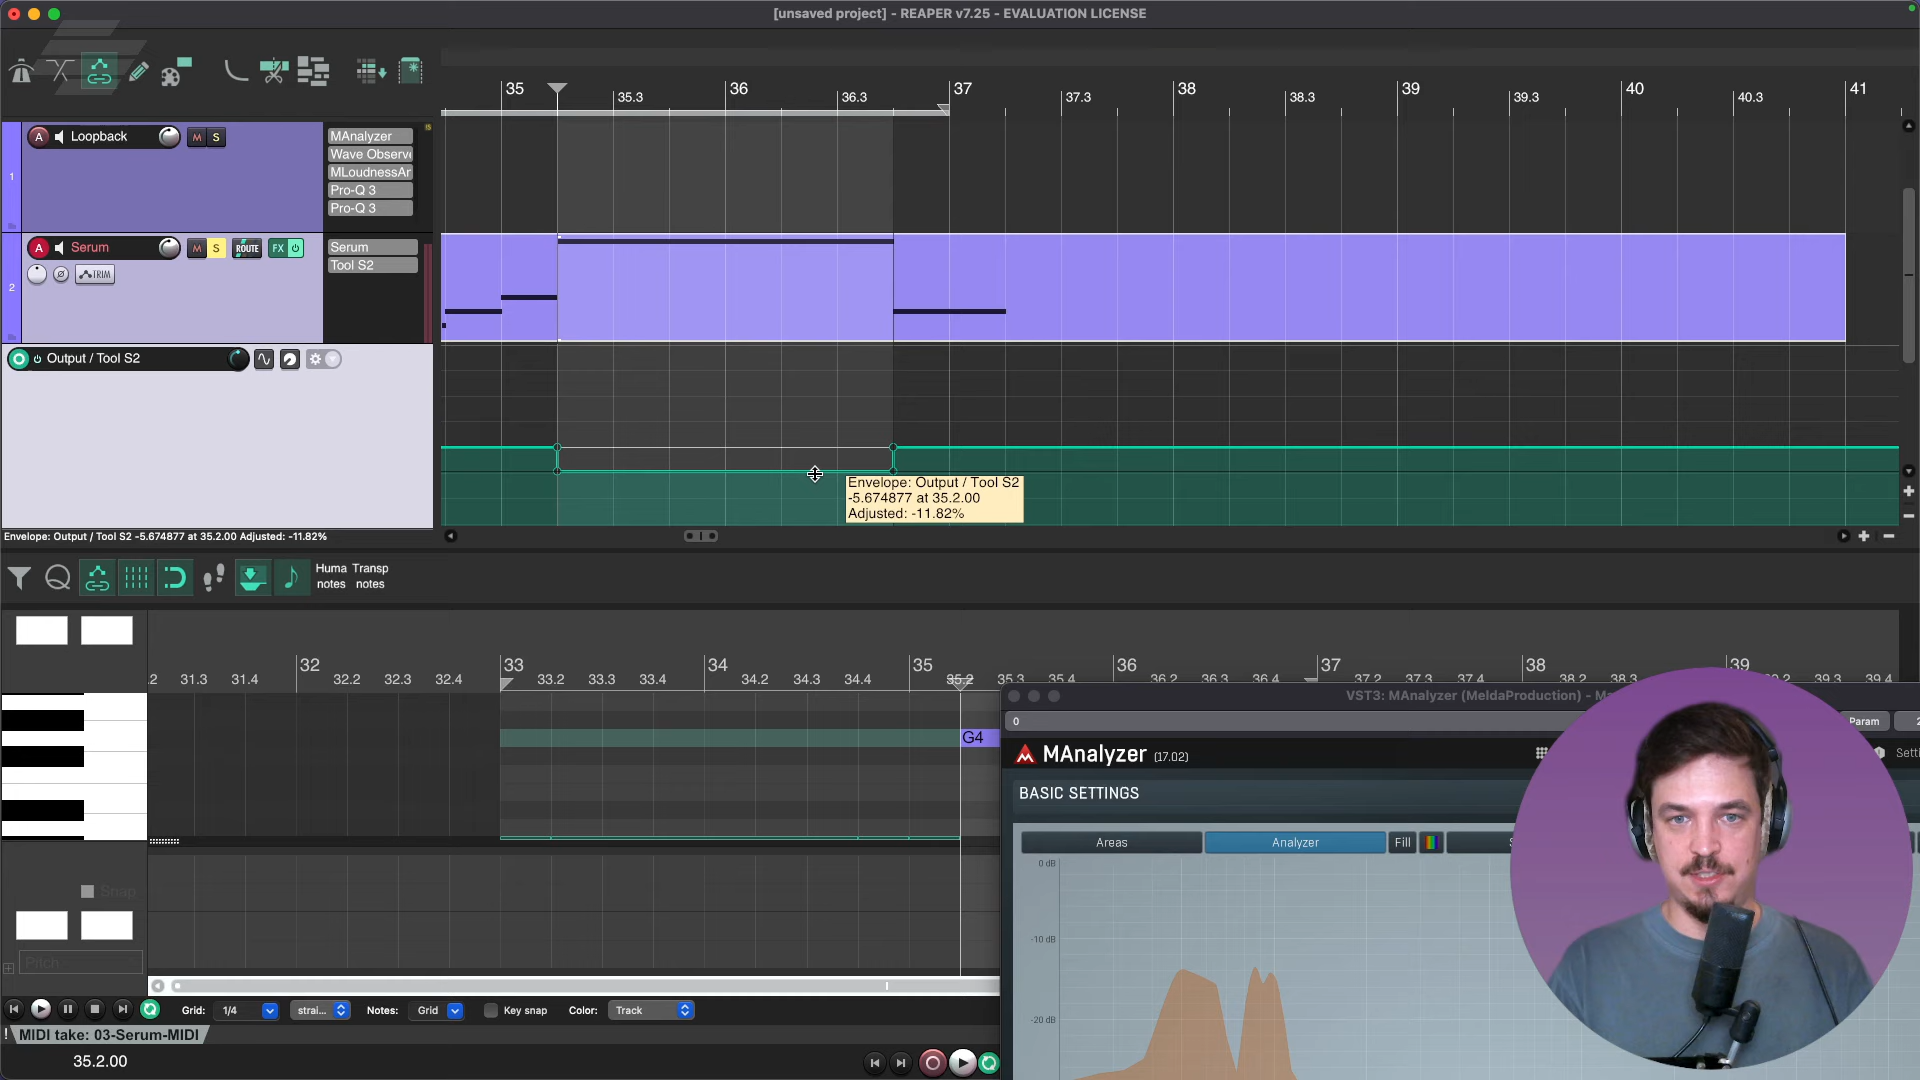 [unsaved project] - REAPER v7.25 - EVALUATION LICENSE
35 36 37 38 39 40 41
35.3 36.3 37.3 38.3 39.3 40.3
1
A Loopback M S
MAnalyzer
Wave Observe
MLoudnessAn
Pro-Q 3
Pro-Q 3
2
A Serum M S ROUTE FX
TRIM
Serum
Tool S2
Output / Tool S2
Envelope: Output / Tool S2
-5.674877 at 35.2.00
Adjusted: -11.82%
Envelope: Output / Tool S2 -5.674877 at 35.2.00 Adjusted: -11.82%
Huma Transp
notes notes
32 33 34 35 36 37 38 39
.2 31.3 31.4 32.2 32.3 32.4 33.2 33.3 33.4 34.2 34.3 34.4 35.2 35.3 35.4 36.2 36.3 36.4 37.2 37.3 37.4 38.2 38.3 39.3 39.4
G4
VST3: MAnalyzer (MeldaProduction) -
0 Param
MAnalyzer (17.02)
BASIC SETTINGS
Areas Analyzer Fill
0 dB
-10 dB
-20 dB
Snap
Pitch
Grid: 1/4 strai... Notes: Grid Key snap Color: Track
! MIDI take: 03-Serum-MIDI
35.2.00